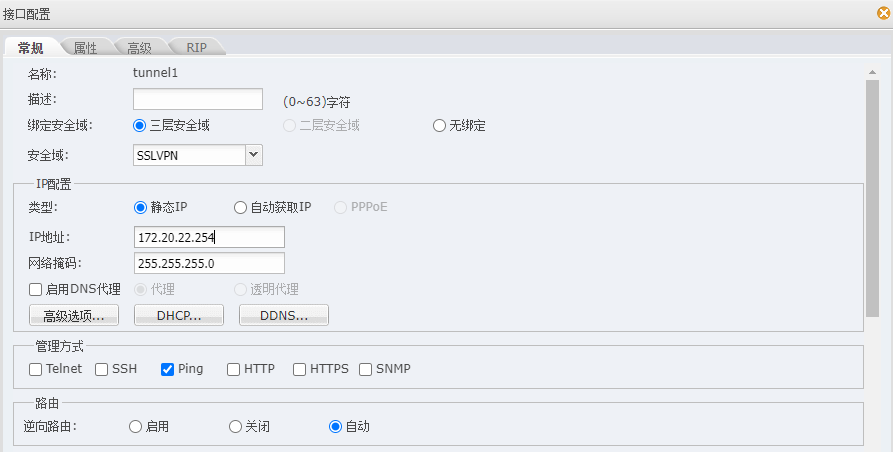 接口配置
常规 属性 高级 RIP
名称: tunnel1
描述: (0~63)字符
绑定安全域: 三层安全域 二层安全域 无绑定
安全域: SSLVPN
IP配置
类型: 静态IP 自动获取IP PPPoE
IP地址: 172.20.22.254
网络掩码: 255.255.255.0
启用DNS代理 代理 透明代理
高级选项... DHCP... DDNS...
管理方式
Telnet SSH Ping HTTP HTTPS SNMP
路由
逆向路由: 启用 关闭 自动